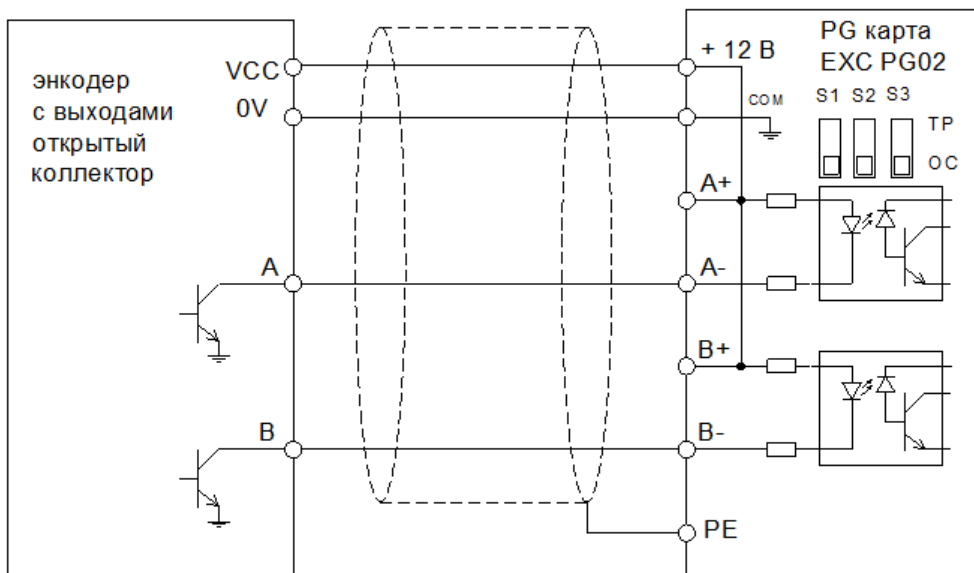 энкодер
с выходами
открытый
коллектор
VCC
0V
A
B
+ 12 В
COM
A+
A-
B+
B-
PE
PG карта
EXC PG02
S1 S2 S3
TP
OC